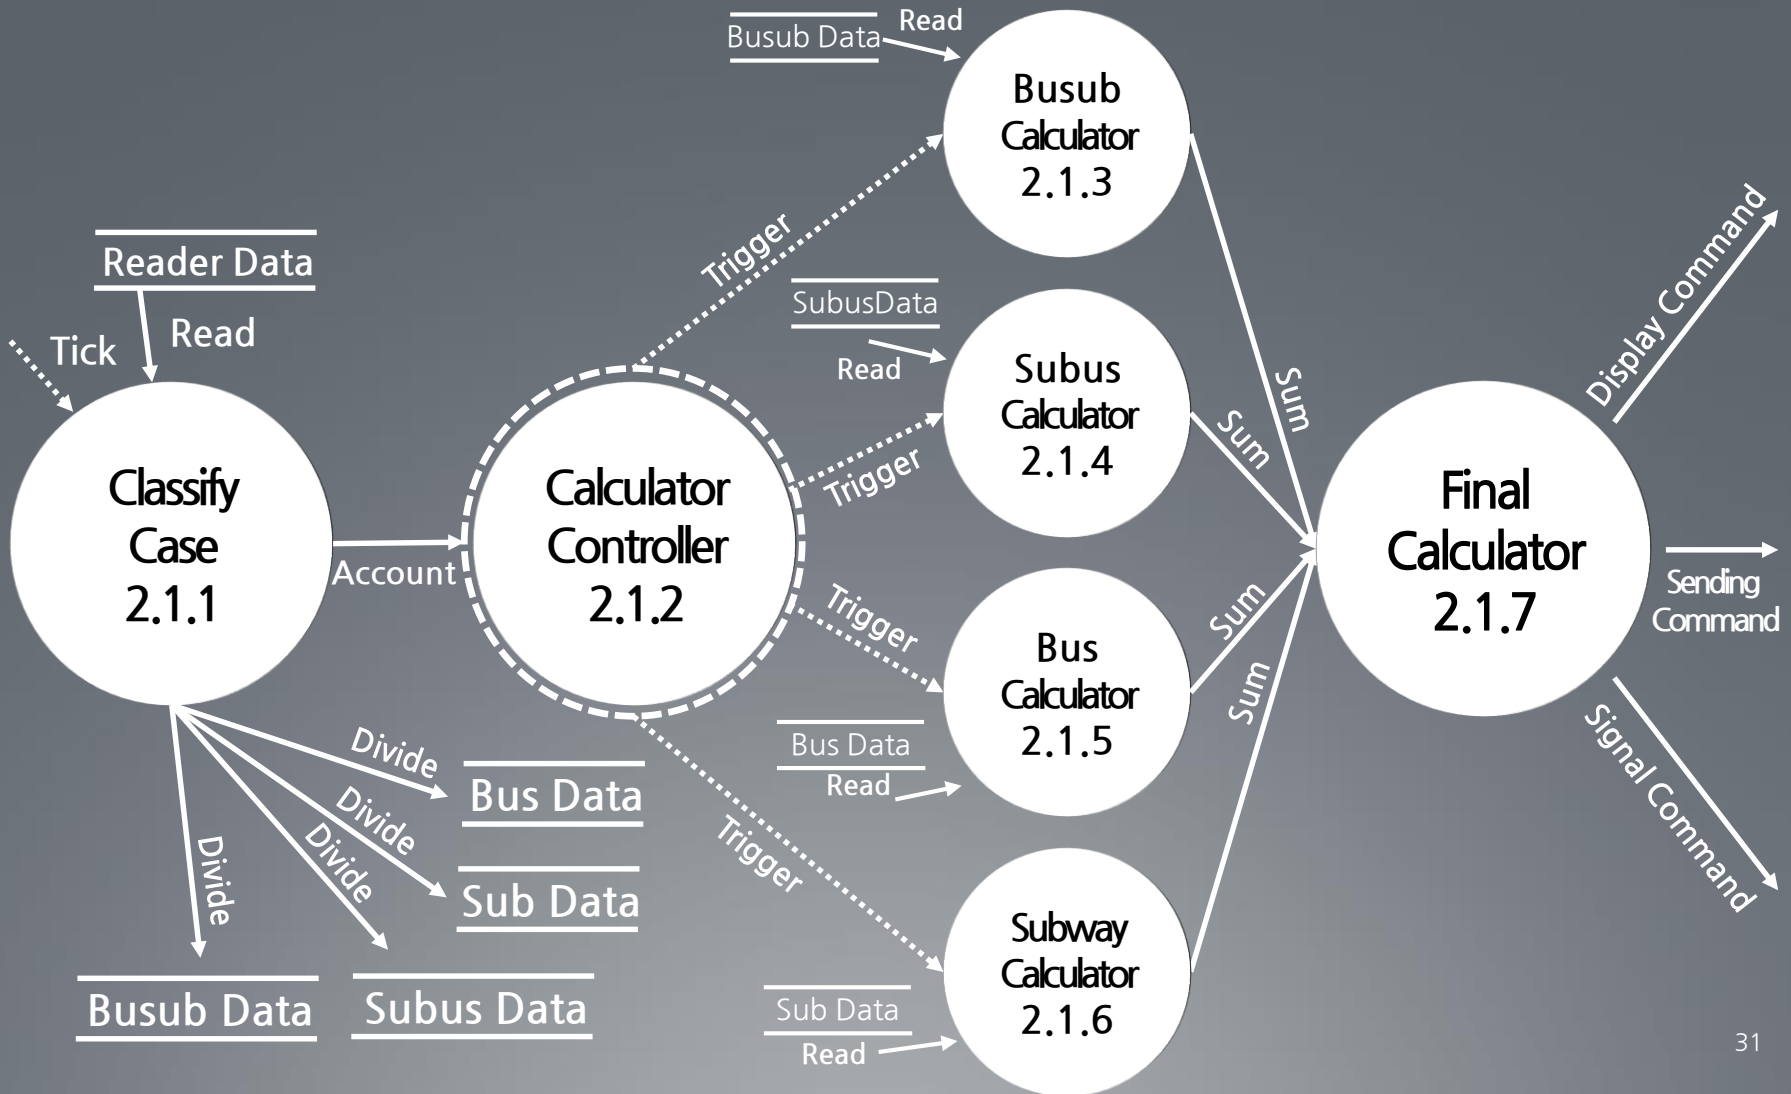 Busub Data
Read
Busub
Calculator
2.1.3
Reader Data
Tick
Read
Trigger
SubusData
Read
Subus
Calculator
2.1.4
Sum
Sum
Display Command
Classify
Case
2.1.1
Account
Calculator
Controller
2.1.2
Trigger
Final
Calculator
2.1.7
Sending
Command
Trigger
Bus Data
Read
Bus
Calculator
2.1.5
Sum
Sum
Signal Command
Divide
Bus Data
Divide
Sub Data
Divide
Divide
Busub Data
Subus Data
Trigger
Sub Data
Read
Subway
Calculator
2.1.6
31